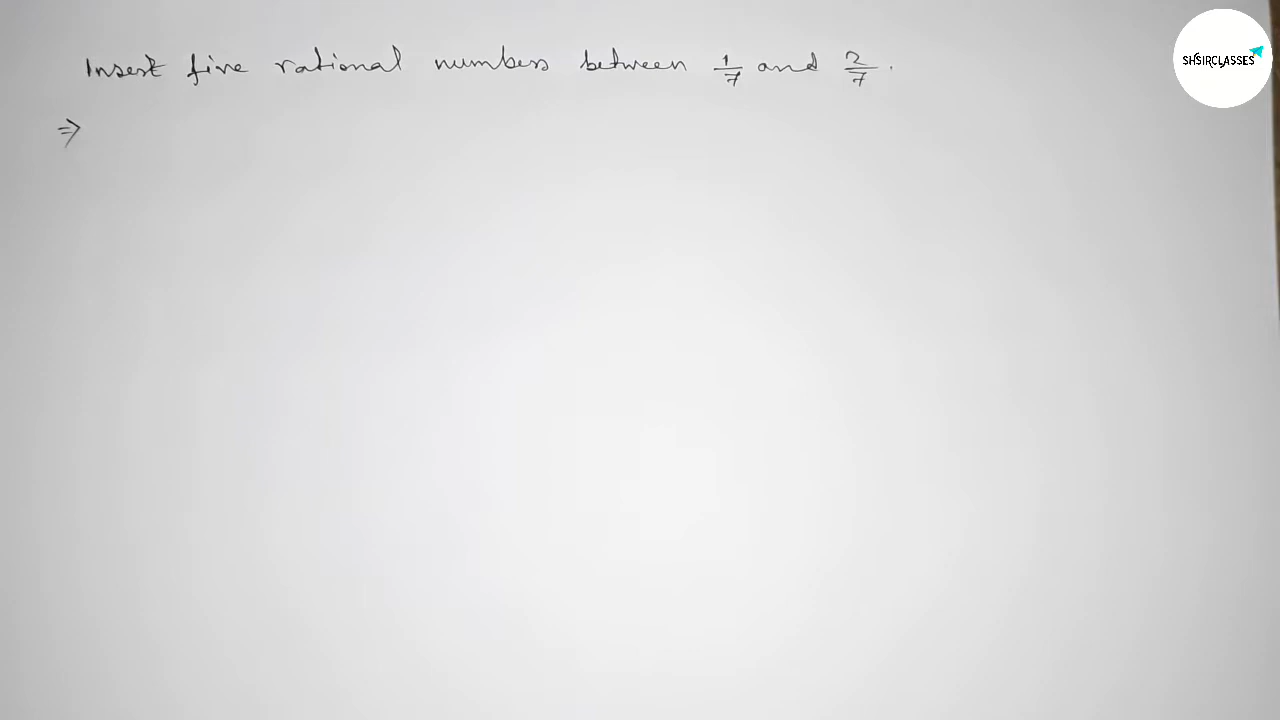 Insert five rational numbers between 1/7 and 2/7.
SHSIRCLASSES
⇒